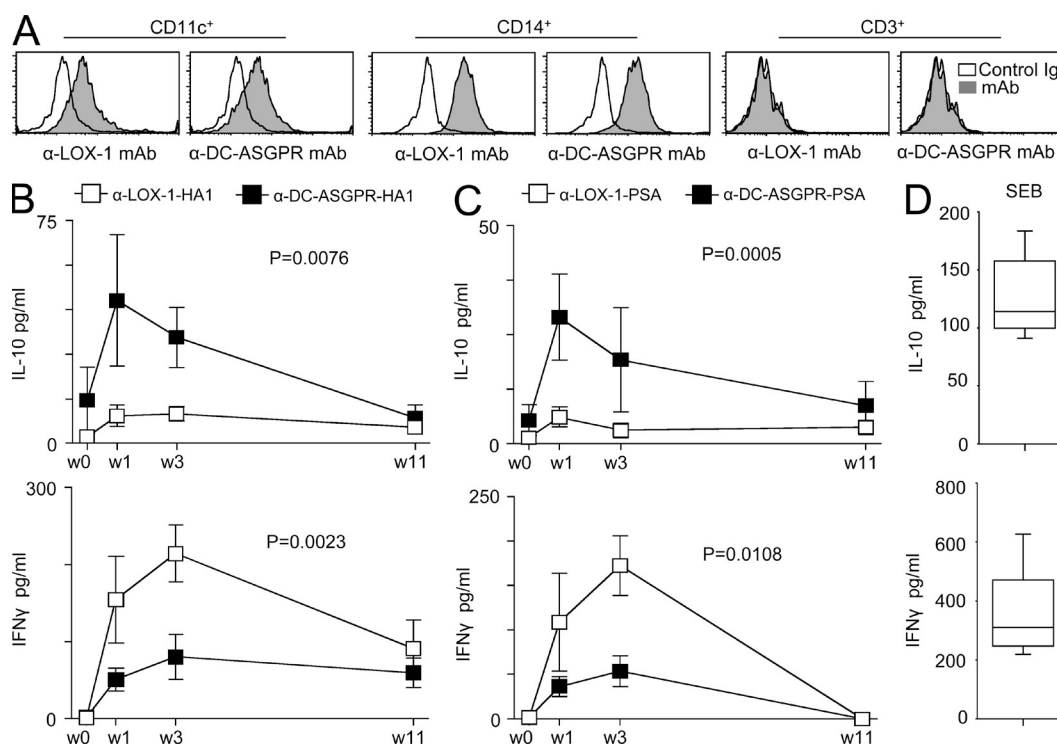 A
CD11c⁺ CD14⁺ CD3⁺
Control Ig
mAb
α-LOX-1 mAb α-DC-ASGPR mAb α-LOX-1 mAb α-DC-ASGPR mAb α-LOX-1 mAb α-DC-ASGPR mAb
B
α-LOX-1-HA1 α-DC-ASGPR-HA1
75
P=0.0076
IL-10 pg/ml
0
w0 w1 w3 w11
300
P=0.0023
IFNγ pg/ml
0
w0 w1 w3 w11
C
α-LOX-1-PSA α-DC-ASGPR-PSA
50
P=0.0005
IL-10 pg/ml
0
w0 w1 w3 w11
250
P=0.0108
IFNγ pg/ml
0
w0 w1 w3 w11
D
SEB
200
150
100
50
0
IL-10 pg/ml
800
600
400
200
0
IFNγ pg/ml